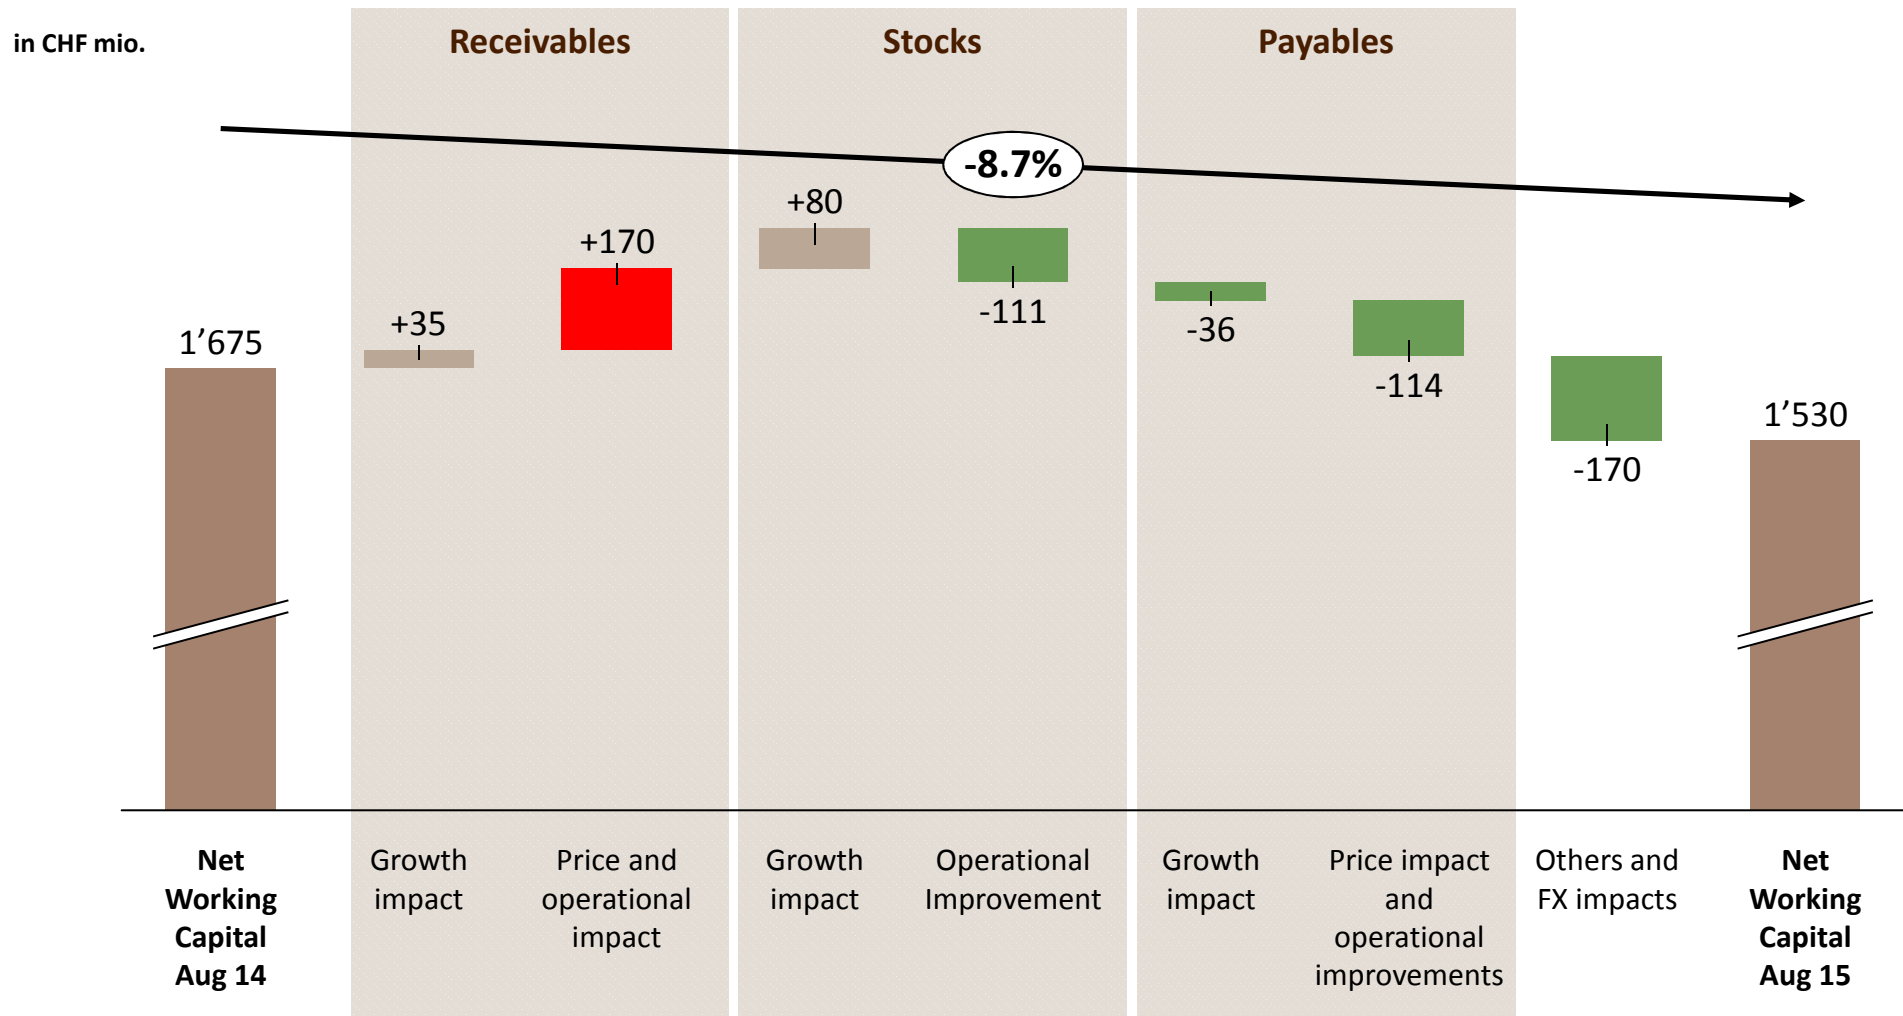 in CHF mio.
Receivables
Stocks
Payables
-8.7%
1’675
+35
+170
+80
-111
-36
-114
-170
1’530
Net
Working
Capital
Aug 14
Growth
impact
Price and
operational
impact
Growth
impact
Operational
Improvement
Growth
impact
Price impact
and
operational
improvements
Others and
FX impacts
Net
Working
Capital
Aug 15